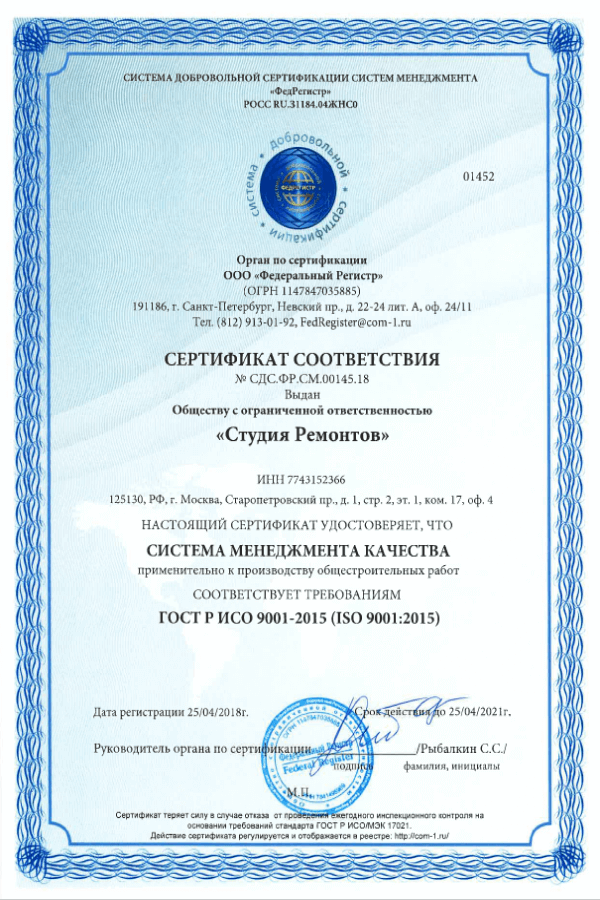 СИСТЕМА ДОБРОВОЛЬНОЙ СЕРТИФИКАЦИИ СИСТЕМ МЕНЕДЖМЕНТА
«ФедРегистр»
РОСС RU.31184.04ЖНС0
система • добровольной • сертификации •
ФЕДРЕГИСТР
01452
Орган по сертификации
ООО «Федеральный Регистр»
(ОГРН 1147847035885)
191186, г. Санкт-Петербург, Невский пр., д. 22-24 лит. А, оф. 24/11
Тел. (812) 913-01-92, FedRegister@com-1.ru
СЕРТИФИКАТ СООТВЕТСТВИЯ
№ СДС.ФР.СМ.00145.18
Выдан
Обществу с ограниченной ответственностью
«Студия Ремонтов»
ИНН 7743152366
125130, РФ, г. Москва, Старопетровский пр., д. 1, стр. 2, эт. 1, ком. 17, оф. 4
НАСТОЯЩИЙ СЕРТИФИКАТ УДОСТОВЕРЯЕТ, ЧТО
СИСТЕМА МЕНЕДЖМЕНТА КАЧЕСТВА
применительно к производству общестроительных работ
СООТВЕТСТВУЕТ ТРЕБОВАНИЯМ
ГОСТ Р ИСО 9001-2015 (ISO 9001:2015)
Дата регистрации 25/04/2018г.
Срок действия до 25/04/2021г.
Руководитель органа по сертификации
/Рыбалкин С.С./
подпись
фамилия, инициалы
ОГРН 1147847035885
Федеральный Регистр
Federal Register
М.П.
Сертификат теряет силу в случае отказа от проведения ежегодного инспекционного контроля на
основании требований стандарта ГОСТ Р ИСО/МЭК 17021.
Действие сертификата регулируется и отображается в реестре: http://com-1.ru/